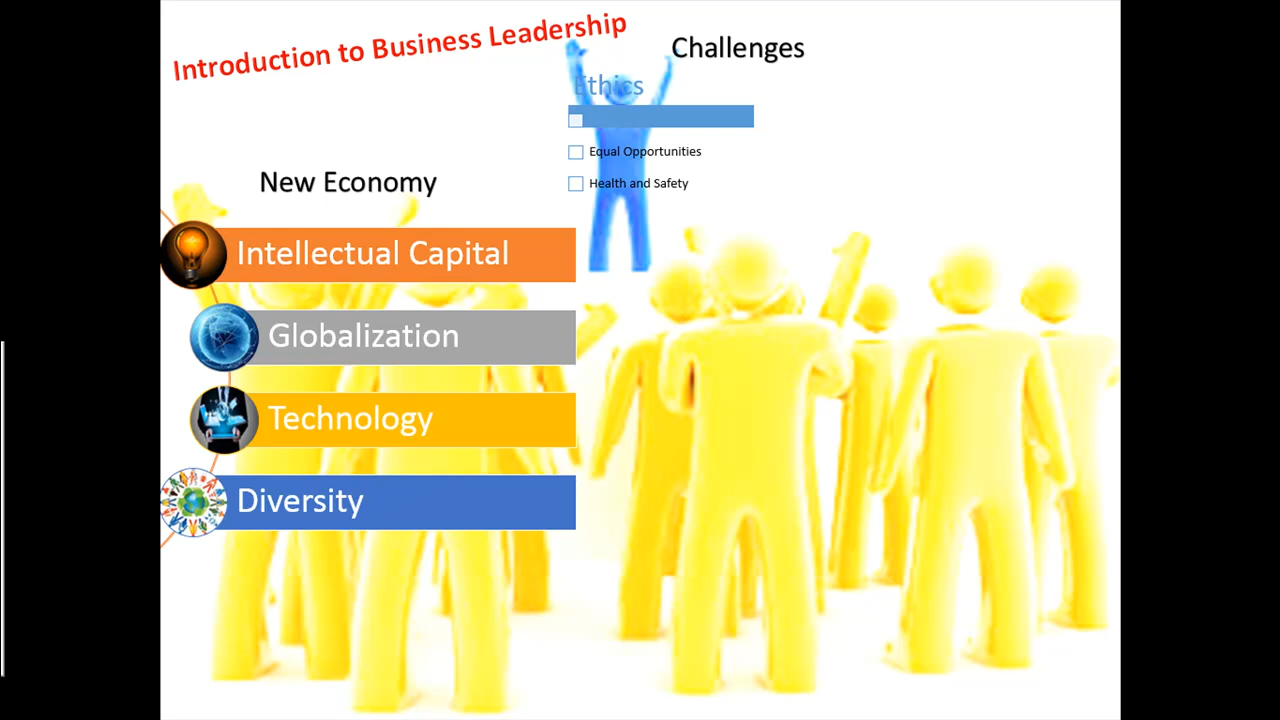 Introduction to Business Leadership
Challenges
Ethics
Equal Opportunities
Health and Safety
New Economy
Intellectual Capital
Globalization
Technology
Diversity